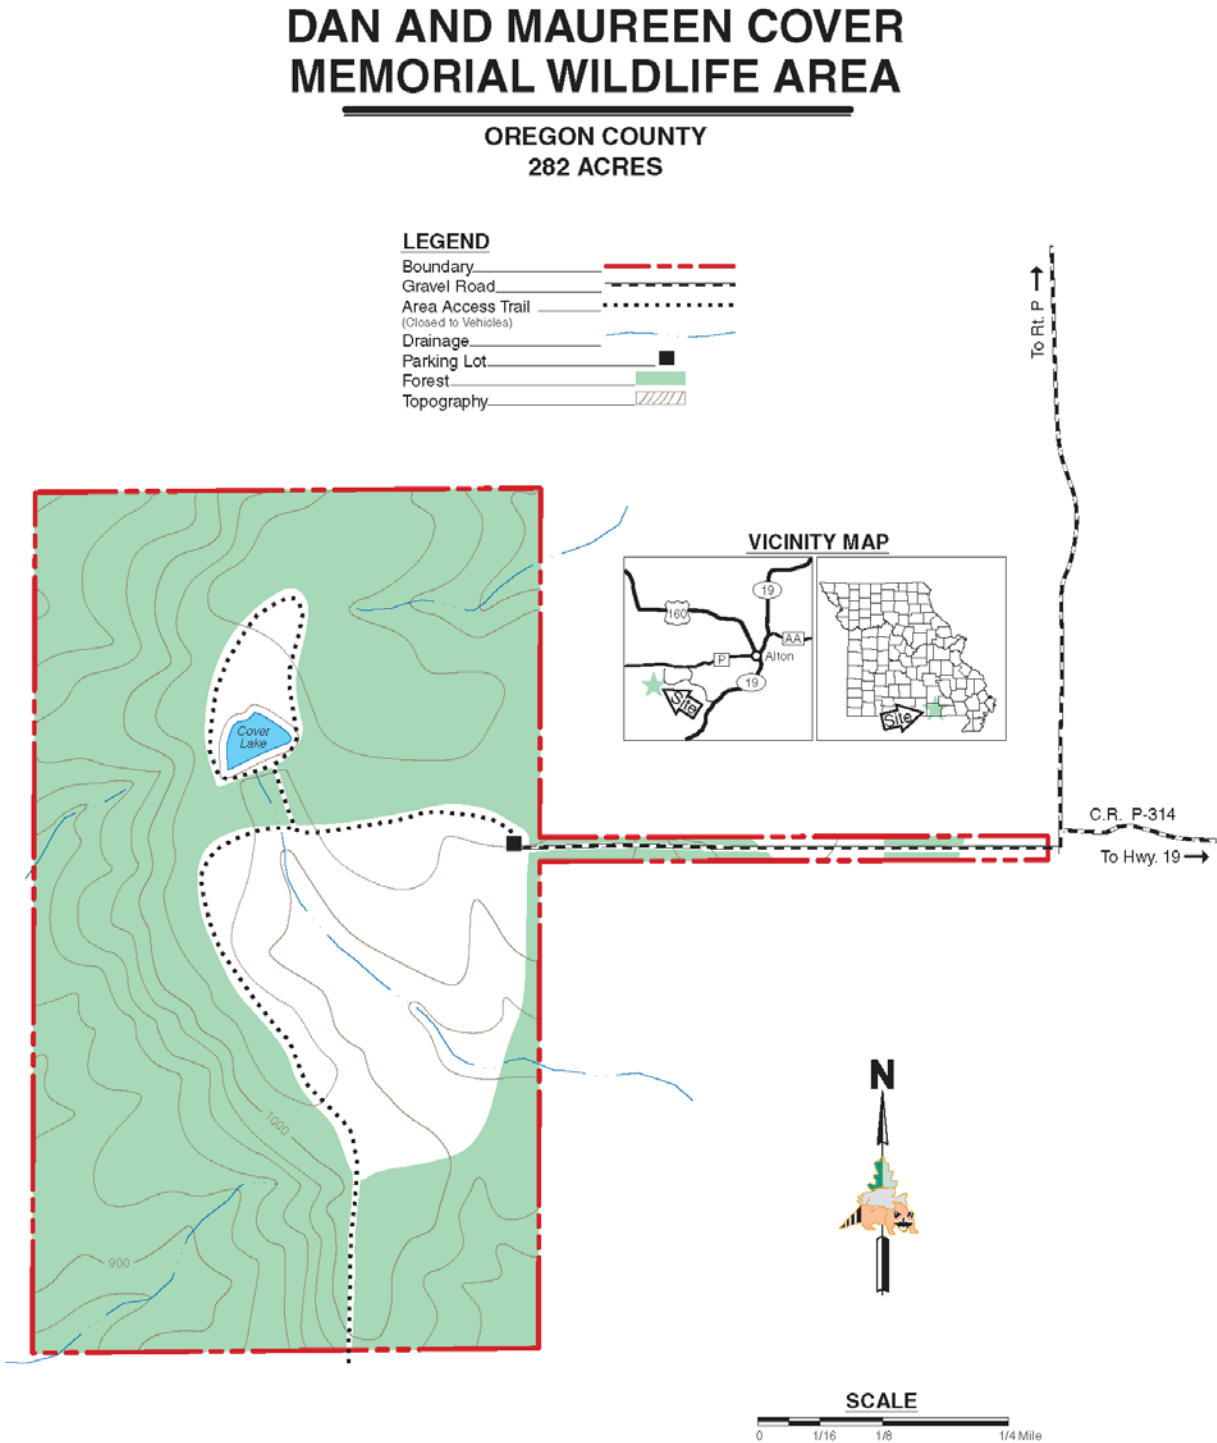 DAN AND MAUREEN COVER
MEMORIAL WILDLIFE AREA
OREGON COUNTY
282 ACRES
LEGEND
Boundary
Gravel Road
Area Access Trail
(Closed to Vehicles)
Drainage
Parking Lot
Forest
Topography
To Rt. P
VICINITY MAP
19
160
AA
P
Alton
19
Site
Site
Cover
Lake
C.R. P-314
To Hwy. 19
1000
900
N
SCALE
0 1/16 1/8 1/4 Mile